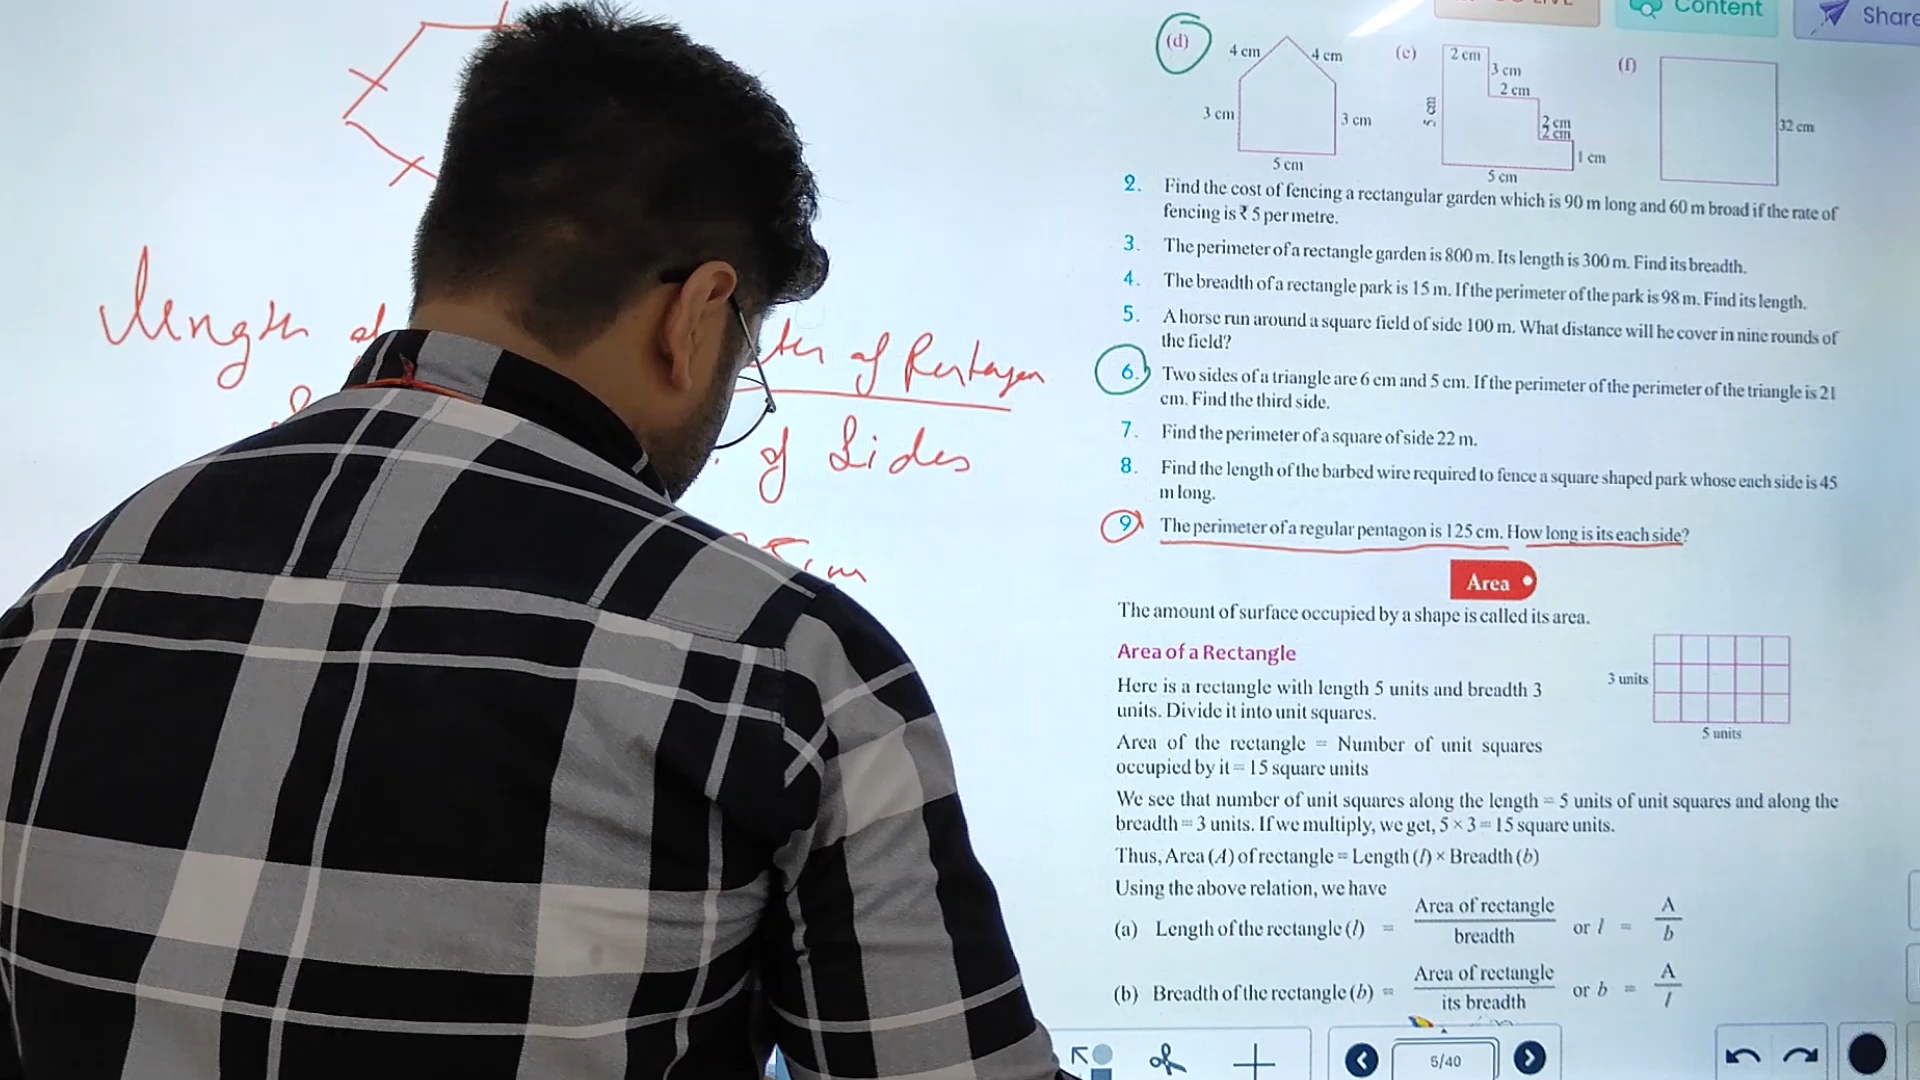 Content
Share
(d)
4 cm
4 cm
3 cm
3 cm
5 cm
(e)
2 cm
3 cm
2 cm
5 cm
2 cm
2 cm
1 cm
5 cm
(f)
32 cm
2. Find the cost of fencing a rectangular garden which is 90 m long and 60 m broad if the rate of
fencing is ₹ 5 per metre.
3. The perimeter of a rectangle garden is 800 m. Its length is 300 m. Find its breadth.
4. The breadth of a rectangle park is 15 m. If the perimeter of the park is 98 m. Find its length.
5. A horse run around a square field of side 100 m. What distance will he cover in nine rounds of
the field?
6. Two sides of a triangle are 6 cm and 5 cm. If the perimeter of the perimeter of the triangle is 21
cm. Find the third side.
7. Find the perimeter of a square of side 22 m.
8. Find the length of the barbed wire required to fence a square shaped park whose each side is 45
m long.
9. The perimeter of a regular pentagon is 125 cm. How long is its each side?
Area
The amount of surface occupied by a shape is called its area.
Area of a Rectangle
Here is a rectangle with length 5 units and breadth 3
units. Divide it into unit squares.
3 units
5 units
Area of the rectangle = Number of unit squares
occupied by it = 15 square units
We see that number of unit squares along the length = 5 units of unit squares and along the
breadth = 3 units. If we multiply, we get, 5 × 3 = 15 square units.
Thus, Area (A) of rectangle = Length (l) × Breadth (b)
Using the above relation, we have
(a) Length of the rectangle (l) = Area of rectangle / breadth or l = A / b
(b) Breadth of the rectangle (b) = Area of rectangle / its breadth or b = A / l
5/40
length
of Pentagon
of Sides